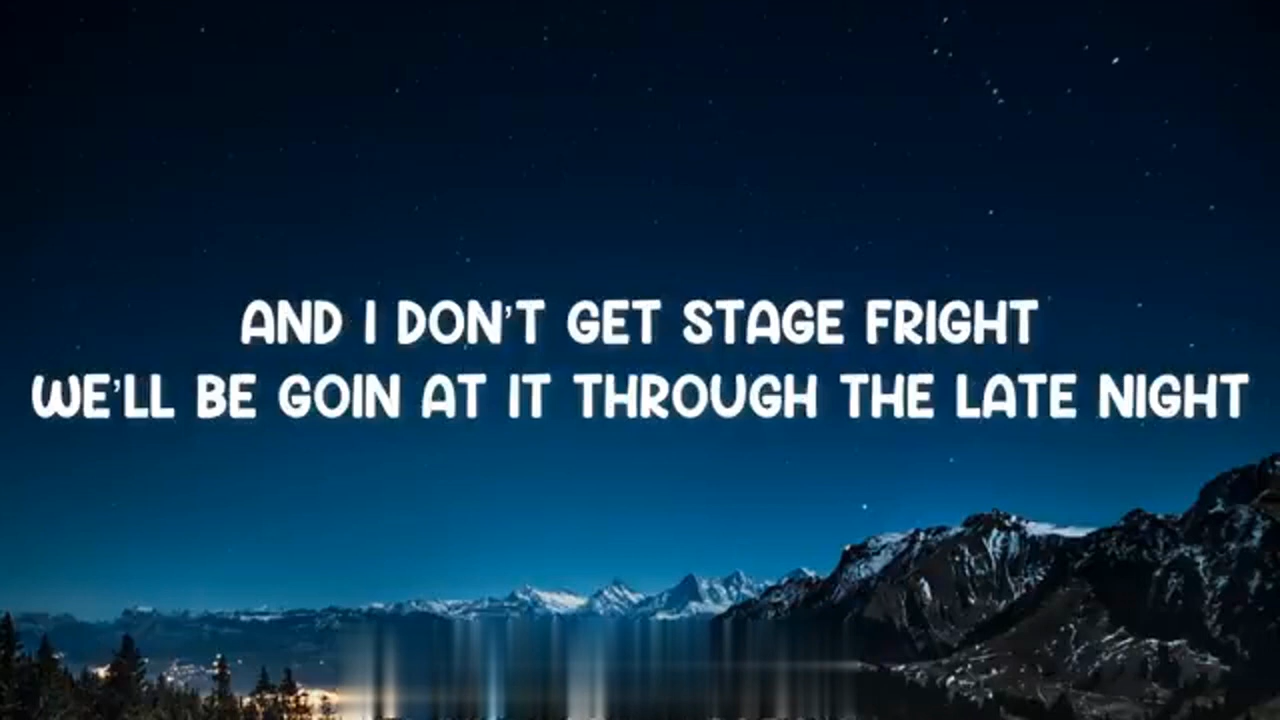 AND I DON'T GET STAGE FRIGHT
WE'LL BE GOIN AT IT THROUGH THE LATE NIGHT